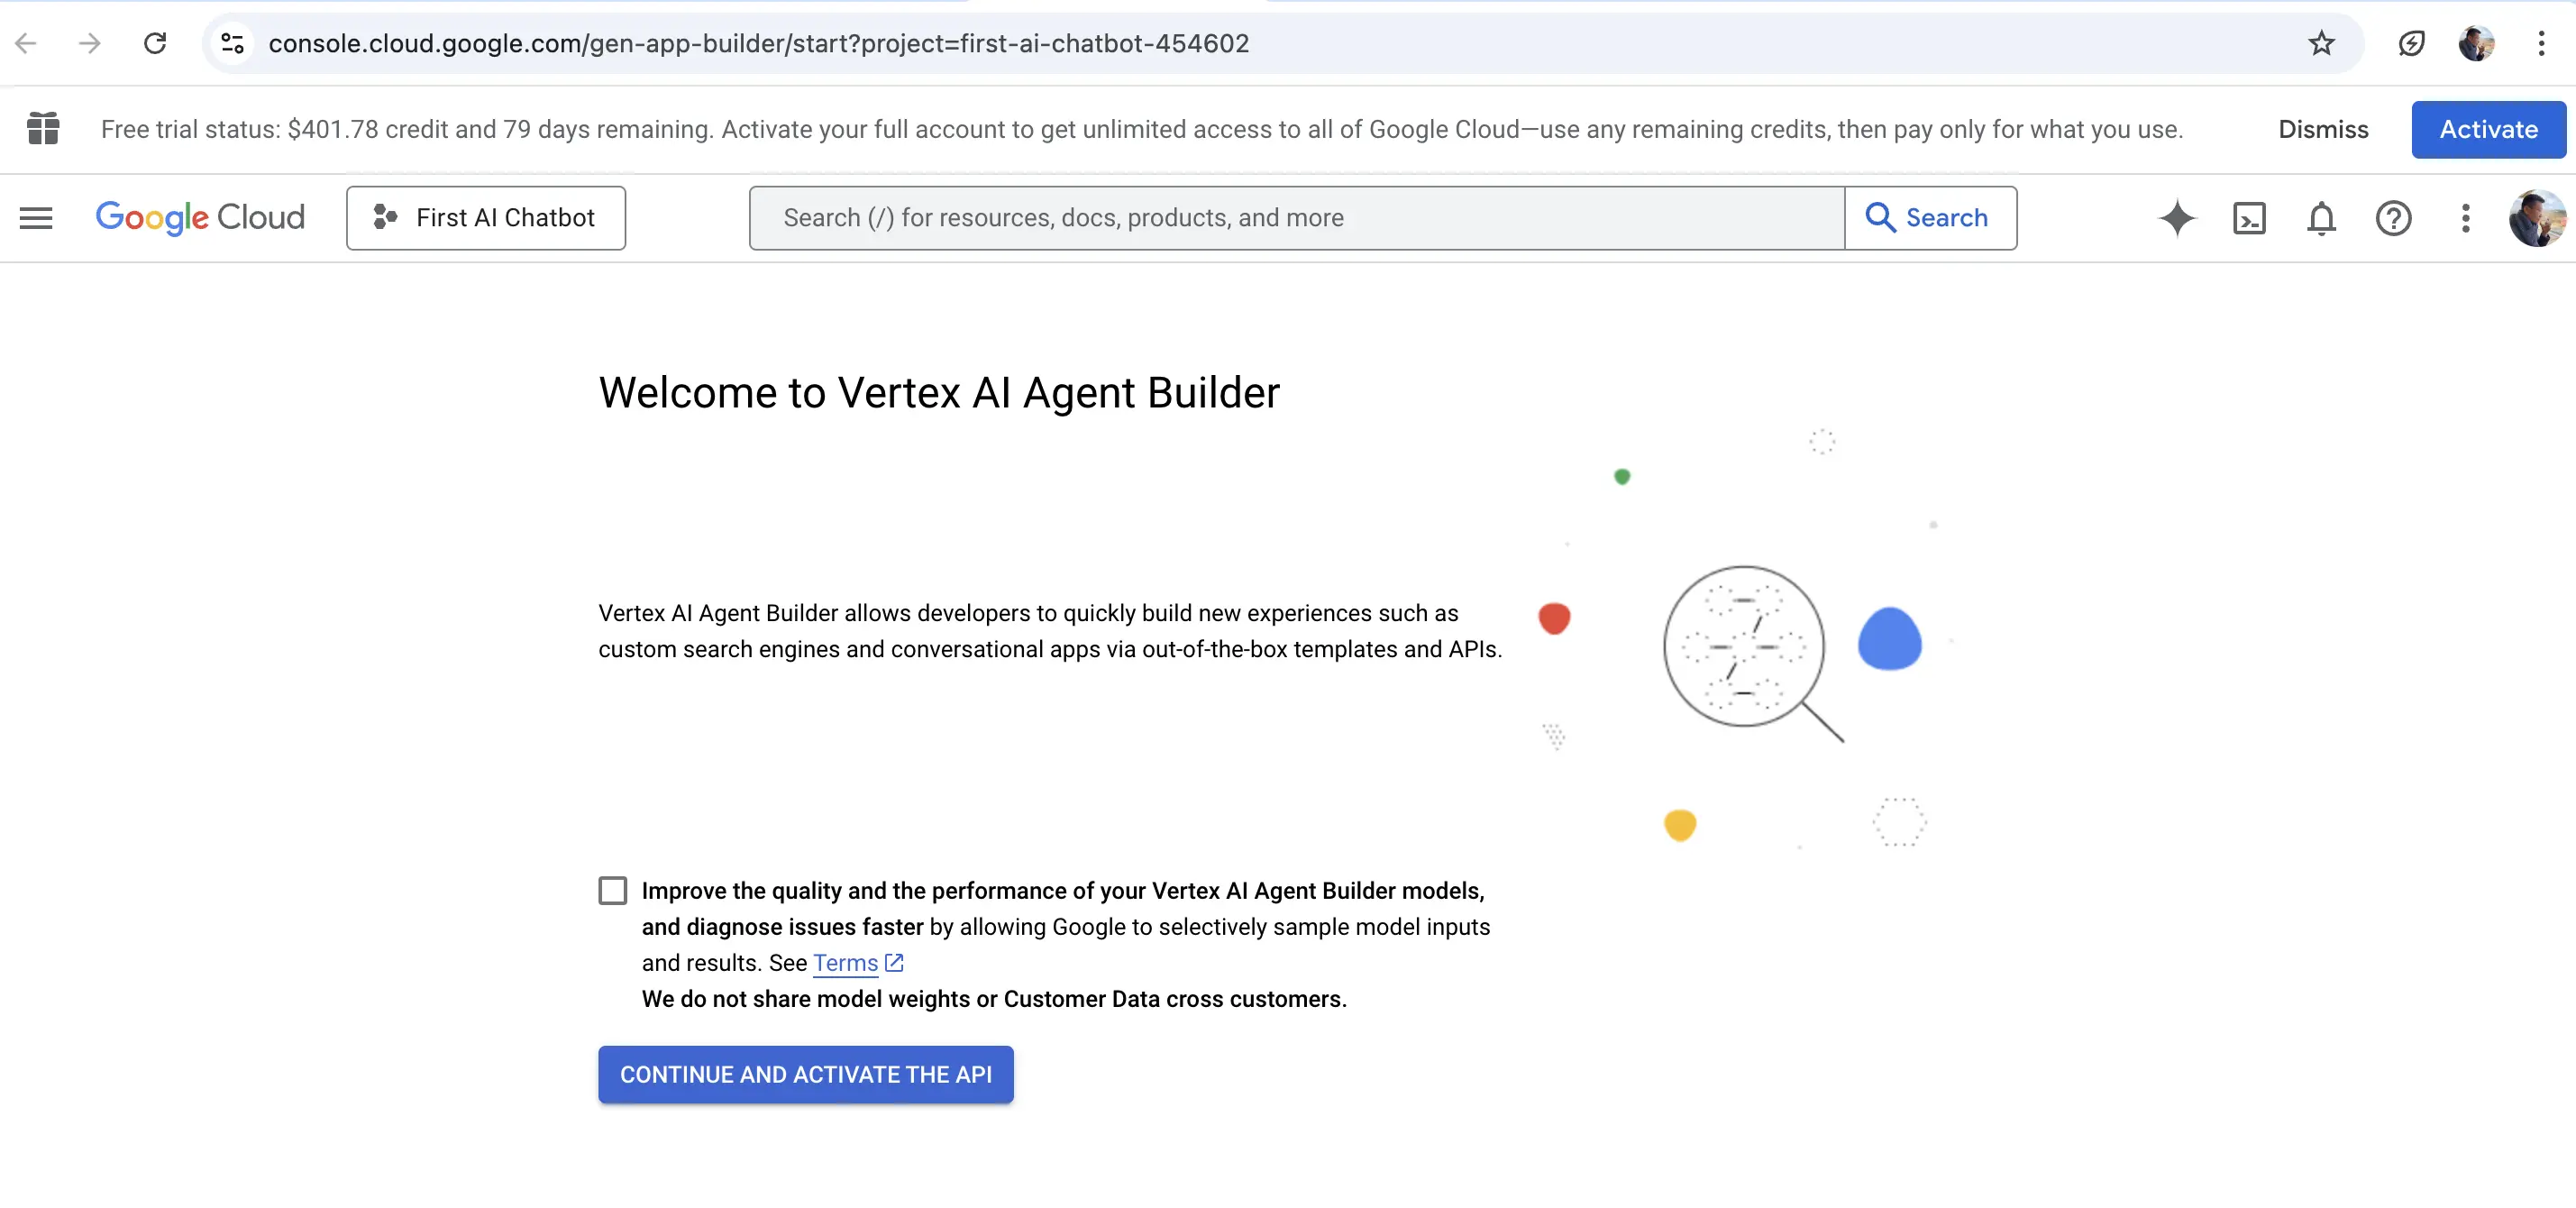 console.cloud.google.com/gen-app-builder/start?project=first-ai-chatbot-454602
Free trial status: $401.78 credit and 79 days remaining. Activate your full account to get unlimited access to all of Google Cloud—use any remaining credits, then pay only for what you use.
Dismiss
Activate
Google Cloud
First AI Chatbot
Search (/) for resources, docs, products, and more
Search
Welcome to Vertex AI Agent Builder
Vertex AI Agent Builder allows developers to quickly build new experiences such as
custom search engines and conversational apps via out-of-the-box templates and APIs.
Improve the quality and the performance of your Vertex AI Agent Builder models,
and diagnose issues faster by allowing Google to selectively sample model inputs
and results. See Terms
We do not share model weights or Customer Data cross customers.
CONTINUE AND ACTIVATE THE API